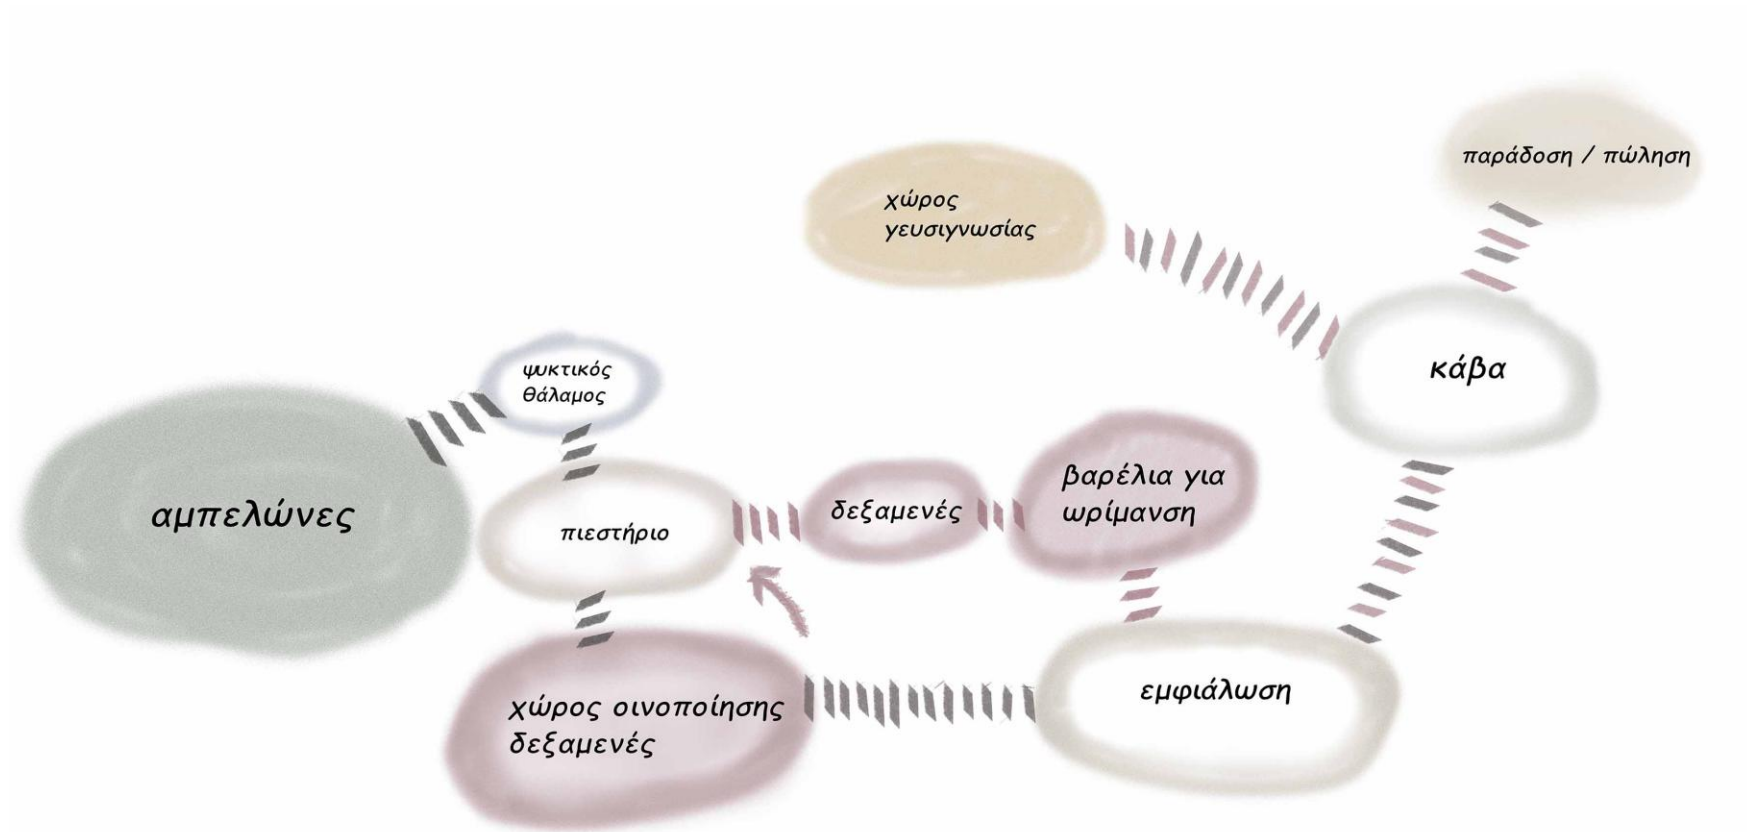 παράδοση / πώληση
χώρος
γευσιγνωσίας
κάβα
ψυκτικός
θάλαμος
αμπελώνες
πιεστήριο
δεξαμενές
βαρέλια για
ωρίμανση
χώρος οινοποίησης
δεξαμενές
εμφιάλωση